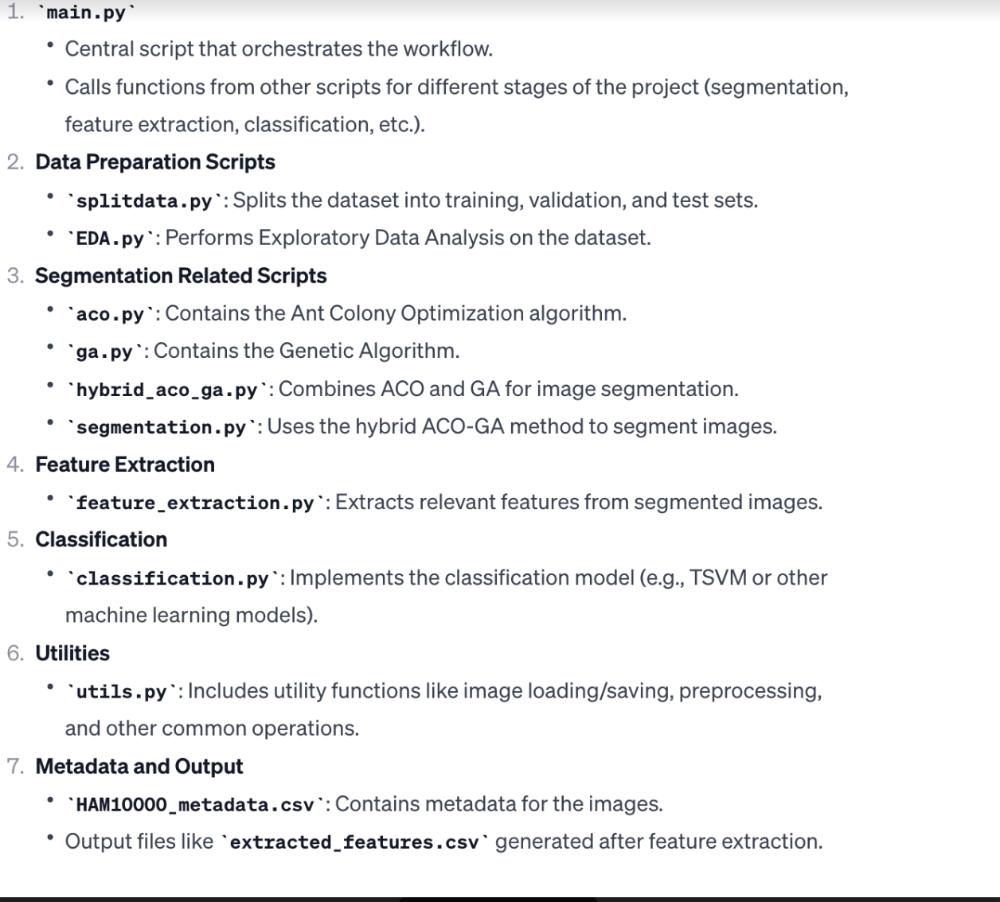 1. `main.py`
• Central script that orchestrates the workflow.
• Calls functions from other scripts for different stages of the project (segmentation,
feature extraction, classification, etc.).
2. Data Preparation Scripts
• `splitdata.py`: Splits the dataset into training, validation, and test sets.
• `EDA.py`: Performs Exploratory Data Analysis on the dataset.
3. Segmentation Related Scripts
• `aco.py`: Contains the Ant Colony Optimization algorithm.
• `ga.py`: Contains the Genetic Algorithm.
• `hybrid_aco_ga.py`: Combines ACO and GA for image segmentation.
• `segmentation.py`: Uses the hybrid ACO-GA method to segment images.
4. Feature Extraction
• `feature_extraction.py`: Extracts relevant features from segmented images.
5. Classification
• `classification.py`: Implements the classification model (e.g., TSVM or other
machine learning models).
6. Utilities
• `utils.py`: Includes utility functions like image loading/saving, preprocessing,
and other common operations.
7. Metadata and Output
• `HAM10000_metadata.csv`: Contains metadata for the images.
• Output files like `extracted_features.csv` generated after feature extraction.